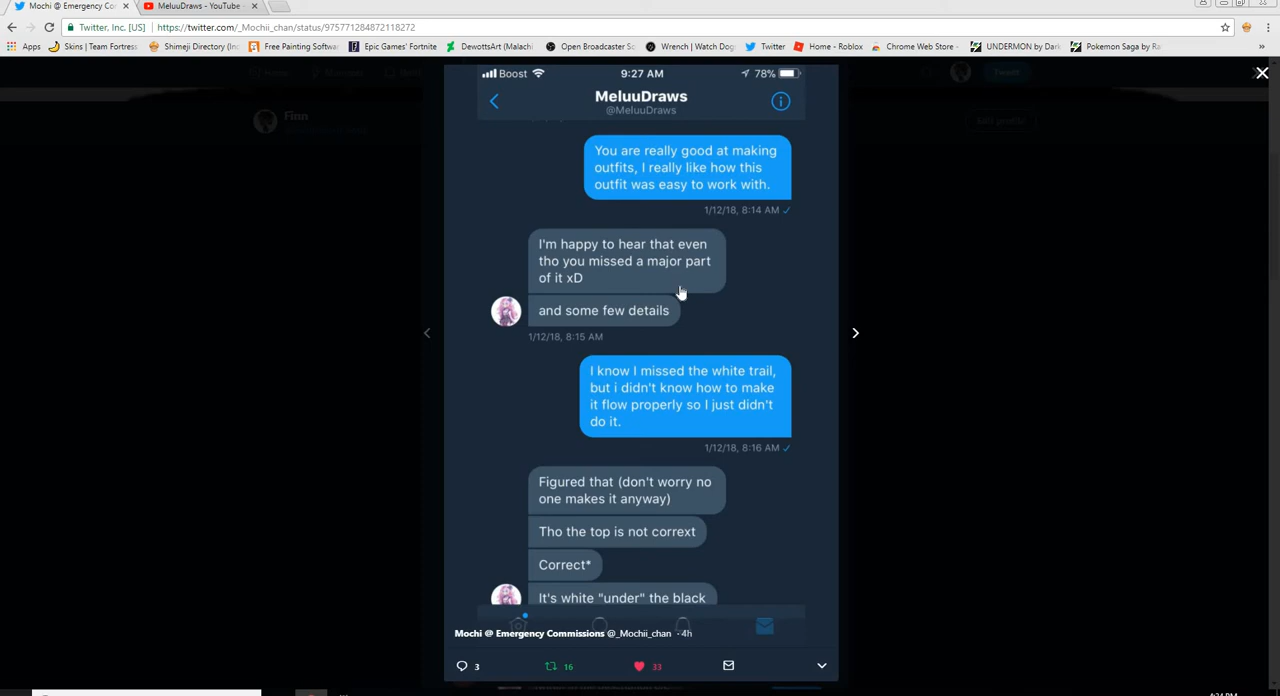 Mochi @ Emergency Co
MeluuDraws - YouTube
Twitter, Inc. [US]
https://twitter.com/_Mochii_chan/status/975771284872118272
Apps
Skins | Team Fortress
Shimeji Directory (In
Free Painting Softwar
Epic Games' Fortnite
DewottsArt (Malachi
Open Broadcaster So
Wrench | Watch Dog
Twitter
Home - Roblox
Chrome Web Store -
UNDERMON by Dark
Pokemon Saga by Ra
»
Finn
Edit profile
Boost
9:27 AM
78%
MeluuDraws
@MeluuDraws
You are really good at making
outfits, I really like how this
outfit was easy to work with.
1/12/18, 8:14 AM ✓
I'm happy to hear that even
tho you missed a major part
of it xD
and some few details
1/12/18, 8:15 AM
I know I missed the white trail,
but i didn't know how to make
it flow properly so I just didn't
do it.
1/12/18, 8:16 AM ✓
Figured that (don't worry no
one makes it anyway)
Tho the top is not corrext
Correct*
It's white "under" the black
Mochi @ Emergency Commissions @_Mochii_chan · 4h
3
16
33
4:34 PM